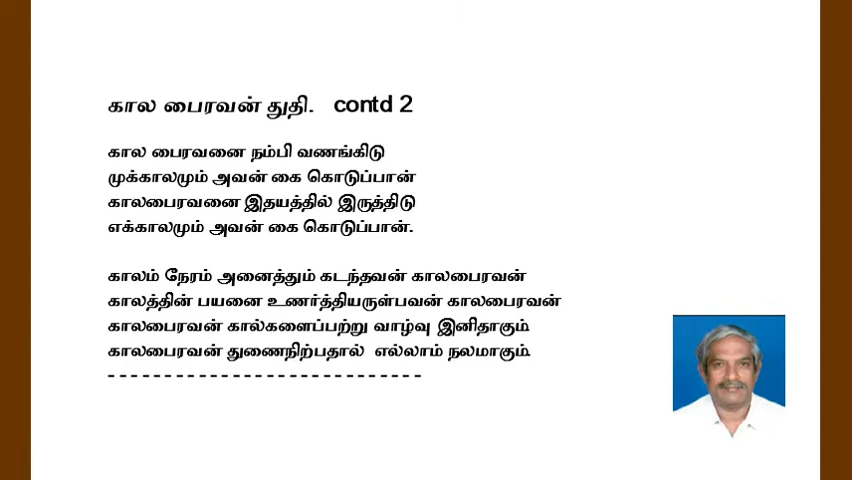 கால பைரவன் துதி. contd 2
கால பைரவனை நம்பி வணங்கிடு
முக்காலமும் அவன் கை கொடுப்பான்
காலபைரவனை இதயத்தில் இருத்திடு
எக்காலமும் அவன் கை கொடுப்பான்.
காலம் நேரம் அனைத்தும் கடந்தவன் காலபைரவன்
காலத்தின் பயனை உணர்த்தியருள்பவன் காலபைரவன்
காலபைரவன் கால்களைப்பற்று வாழ்வு இனிதாகும்
காலபைரவன் துணைநிற்பதால் எல்லாம் நலமாகும்.
- - - - - - - - - - - - - - - - - - - - - - - - - - - -